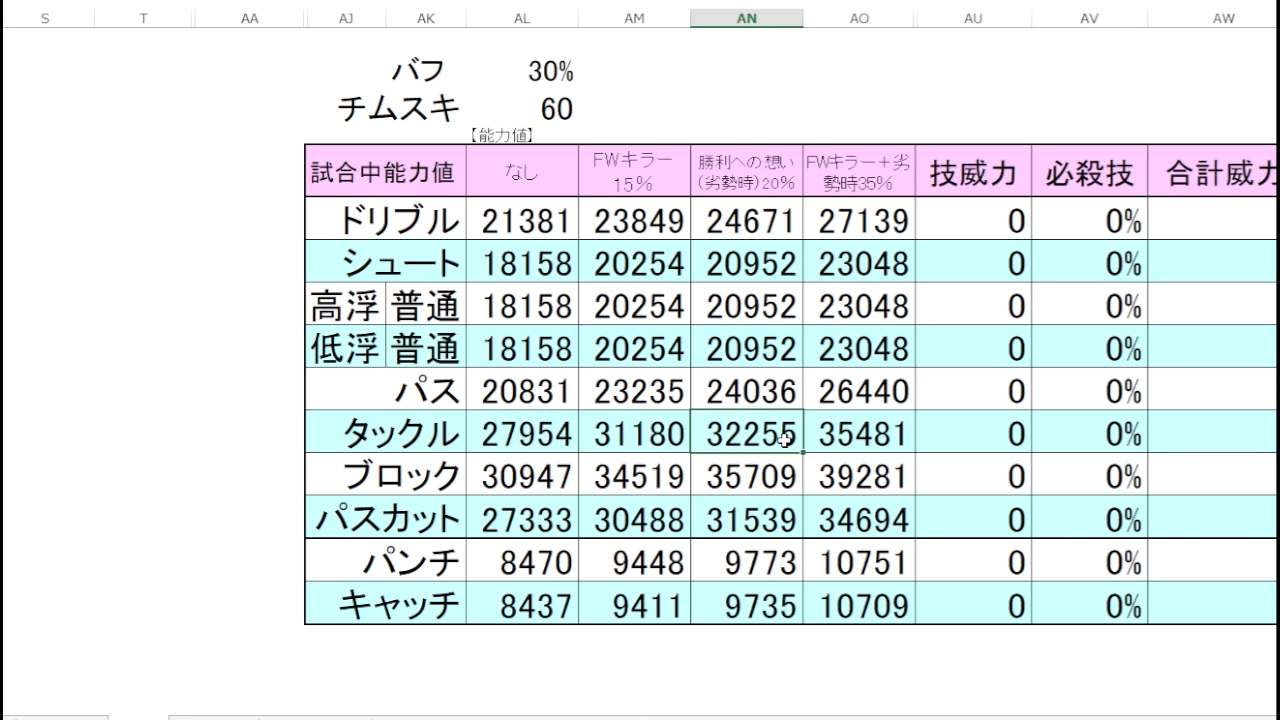 S T AA AJ AK AL AM AN AO AU AV AW
バフ 30%
チムスキ 60
【能力値】
試合中能力値 なし FWキラー15% 勝利への想い(劣勢時)20% FWキラー+劣勢時35% 技威力 必殺技 合計威力
ドリブル 21381 23849 24671 27139 0 0%
シュート 18158 20254 20952 23048 0 0%
高浮 普通 18158 20254 20952 23048 0 0%
低浮 普通 18158 20254 20952 23048 0 0%
パス 20831 23235 24036 26440 0 0%
タックル 27954 31180 32255 35481 0 0%
ブロック 30947 34519 35709 39281 0 0%
パスカット 27333 30488 31539 34694 0 0%
パンチ 8470 9448 9773 10751 0 0%
キャッチ 8437 9411 9735 10709 0 0%